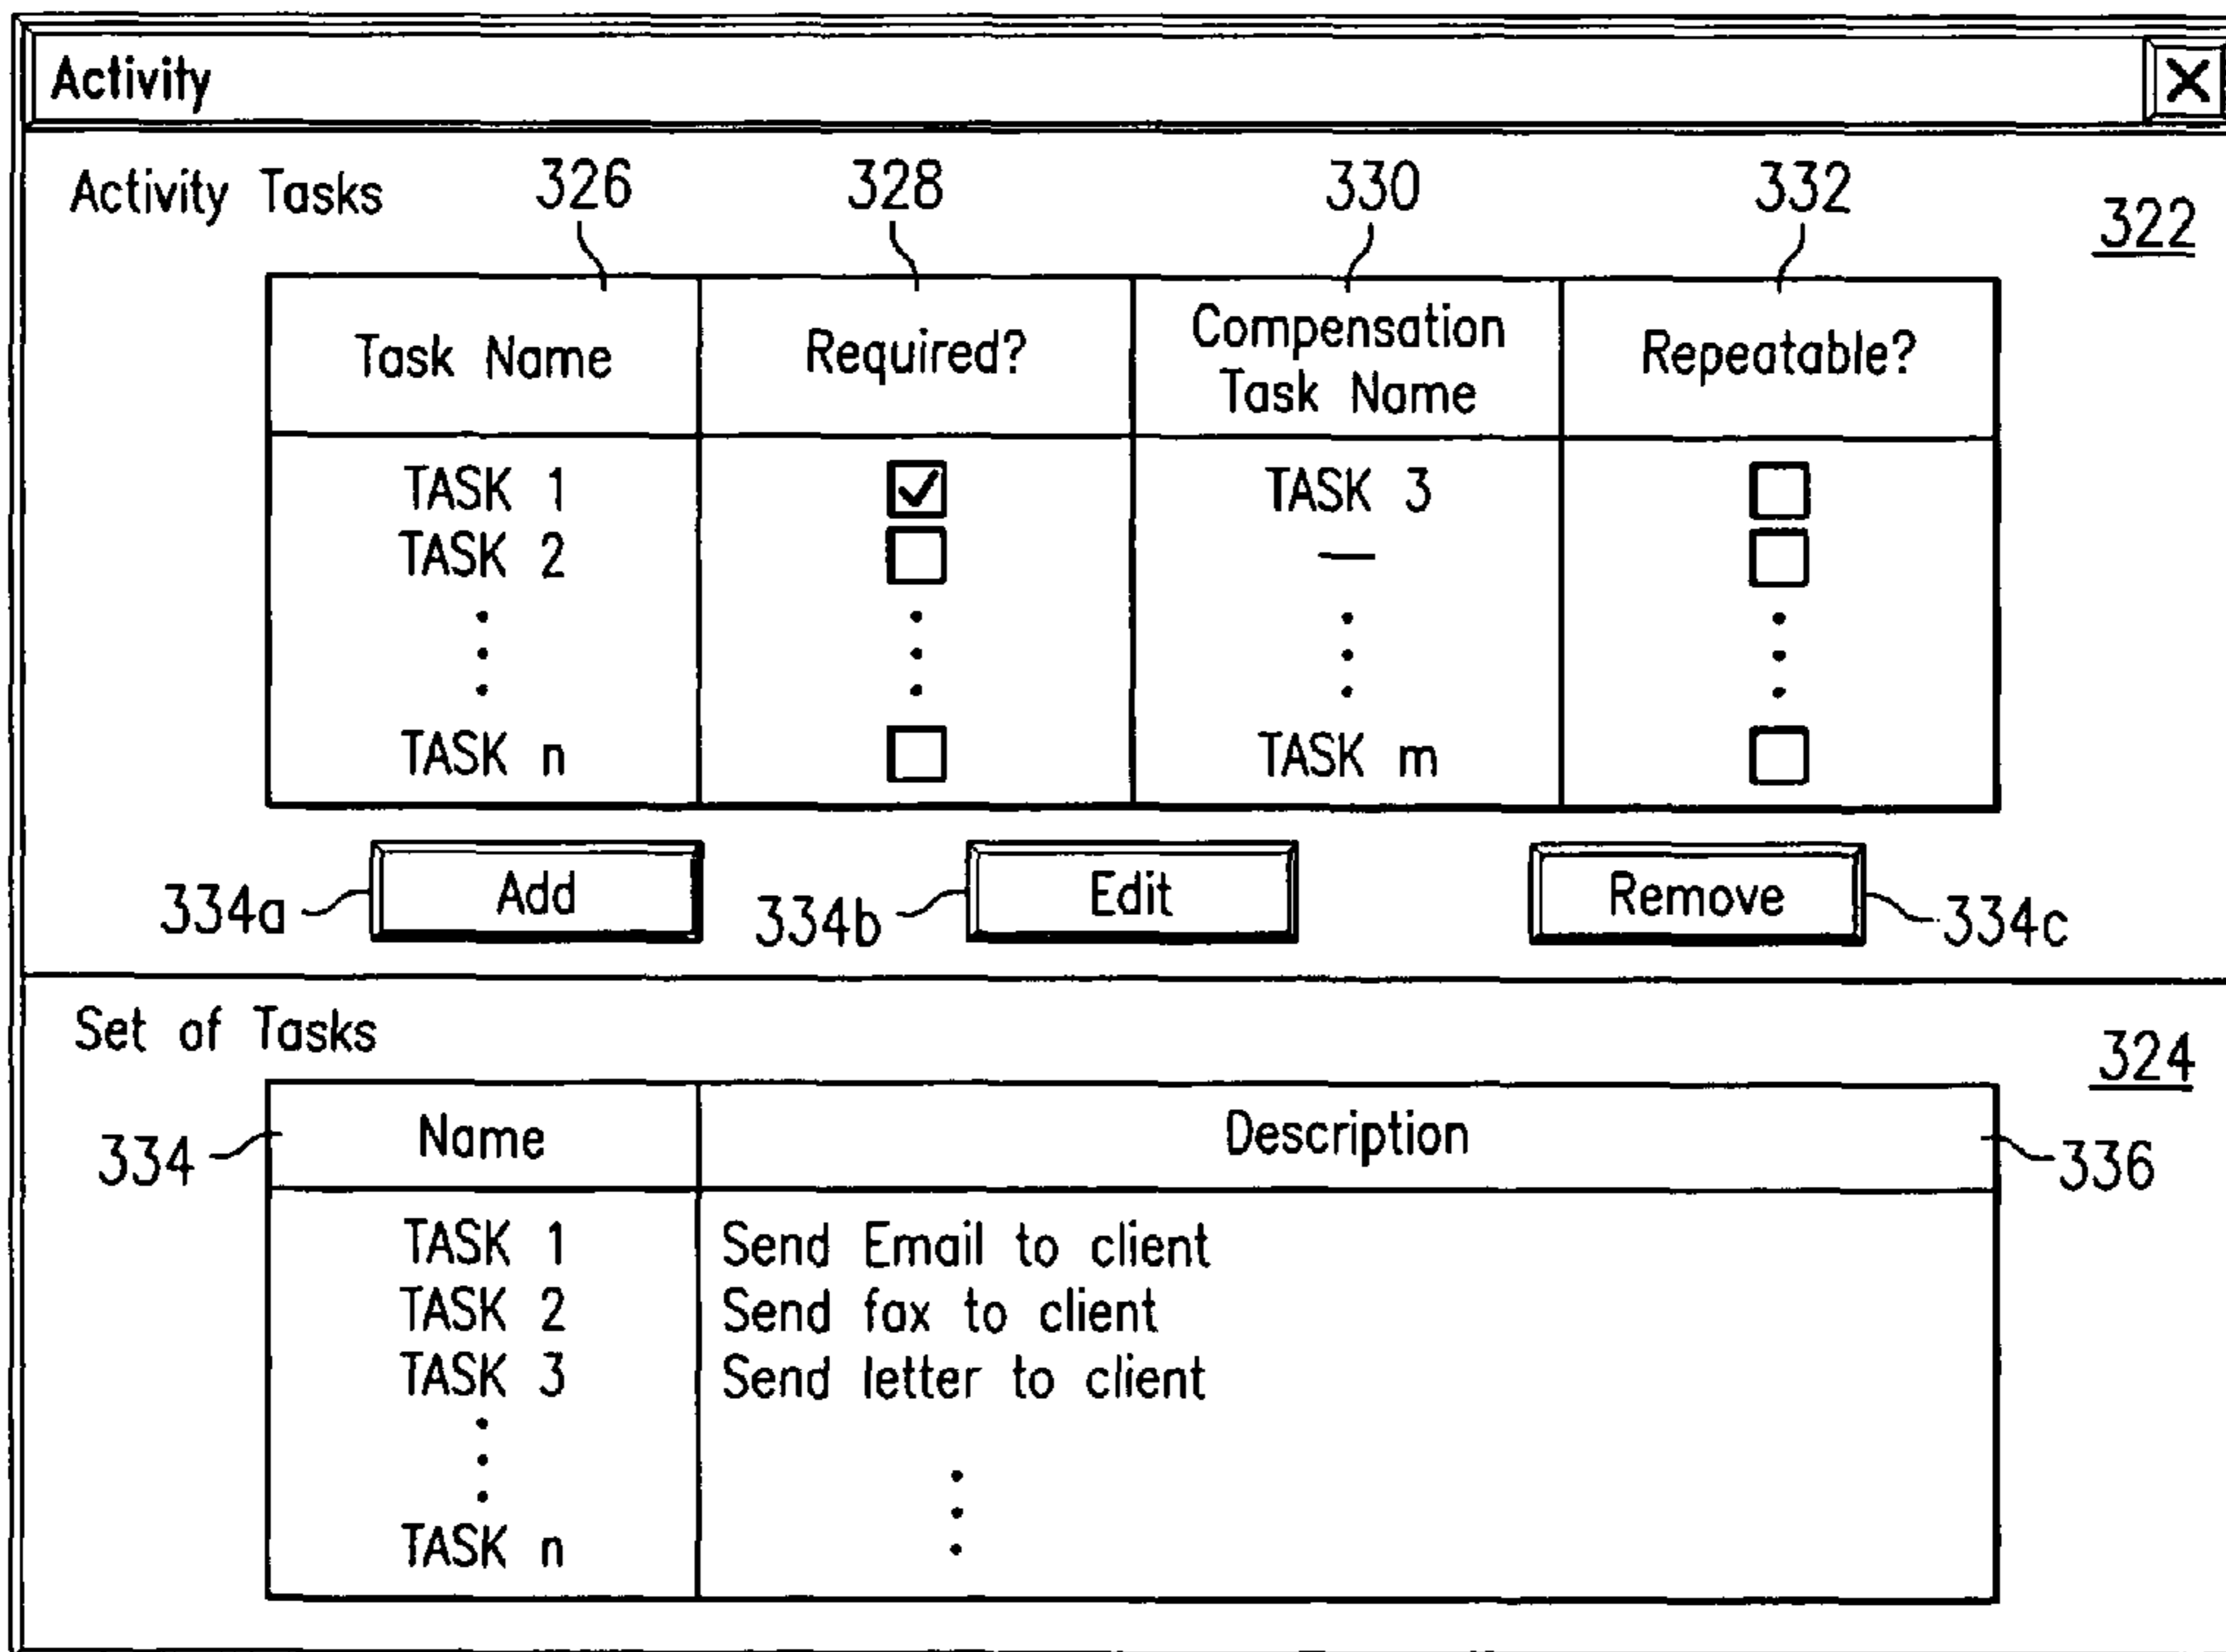 Activity X
Activity Tasks 326 328 330 332 322
Task Name Required? Compensation Task Name Repeatable?
TASK 1 TASK 3
TASK 2 —
TASK n TASK m
334a Add 334b Edit Remove 334c
Set of Tasks 324
334 Name Description 336
TASK 1 Send Email to client
TASK 2 Send fax to client
TASK 3 Send letter to client
TASK n